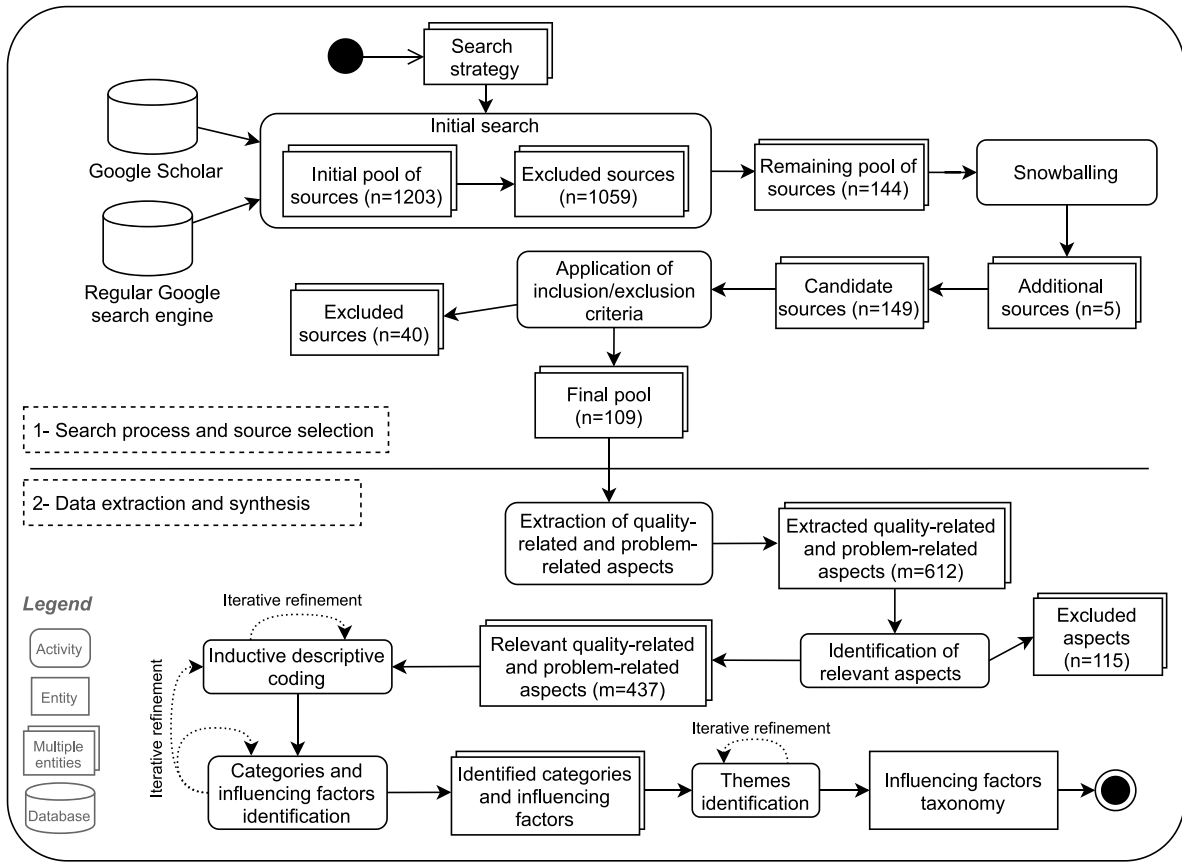 Search
strategy
Google Scholar
Initial search
Initial pool of
sources (n=1203)
Excluded sources
(n=1059)
Remaining pool of
sources (n=144)
Snowballing
Regular Google
search engine
Excluded
sources (n=40)
Application of
inclusion/exclusion
criteria
Candidate
sources (n=149)
Additional
sources (n=5)
Final pool
(n=109)
1- Search process and source selection
2- Data extraction and synthesis
Extraction of quality-
related and problem-
related aspects
Extracted quality-related
and problem-related
aspects (m=612)
Legend
Activity
Entity
Multiple
entities
Database
Iterative refinement
Inductive descriptive
coding
Relevant quality-related
and problem-related
aspects (m=437)
Identification of
relevant aspects
Excluded
aspects
(n=115)
Iterative refinement
Iterative refinement
Categories and
influencing factors
identification
Identified categories
and influencing
factors
Themes
identification
Influencing factors
taxonomy